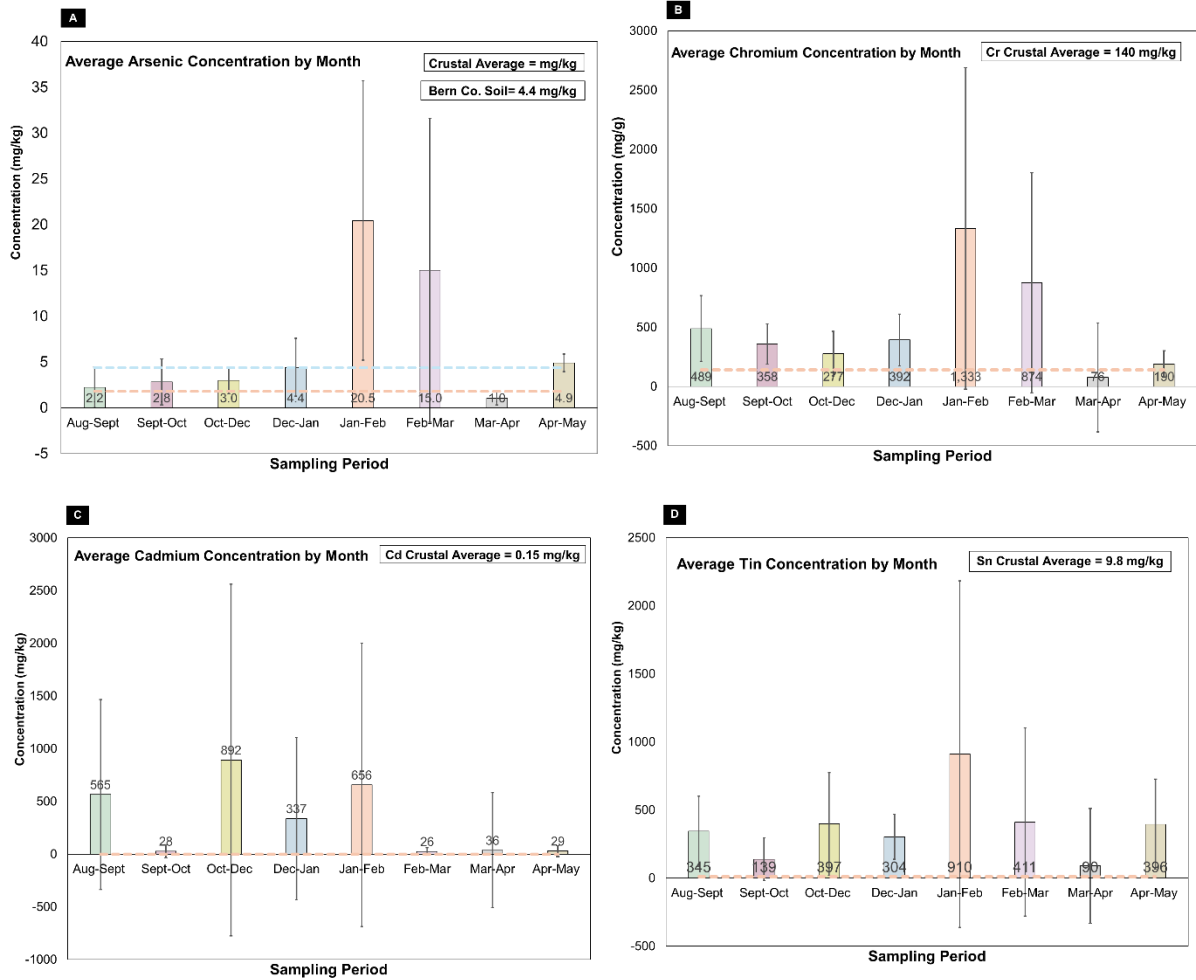 A
Average Arsenic Concentration by Month
Crustal Average = mg/kg
Bern Co. Soil= 4.4 mg/kg
Concentration (mg/kg)
40
35
30
25
20
15
10
5
0
-5
2.2
2.8
3.0
4.4
20.5
15.0
1.0
4.9
Aug-Sept
Sept-Oct
Oct-Dec
Dec-Jan
Jan-Feb
Feb-Mar
Mar-Apr
Apr-May
Sampling Period
B
Average Chromium Concentration by Month
Cr Crustal Average = 140 mg/kg
Concentration (mg/g)
3000
2500
2000
1500
1000
500
0
-500
489
358
277
392
1,333
874
76
190
Aug-Sept
Sept-Oct
Oct-Dec
Dec-Jan
Jan-Feb
Feb-Mar
Mar-Apr
Apr-May
Sampling Period
C
Average Cadmium Concentration by Month
Cd Crustal Average = 0.15 mg/kg
Concentration (mg/kg)
3000
2500
2000
1500
1000
500
0
-500
-1000
565
28
892
337
656
26
36
29
Aug-Sept
Sept-Oct
Oct-Dec
Dec-Jan
Jan-Feb
Feb-Mar
Mar-Apr
Apr-May
Sampling Period
D
Average Tin Concentration by Month
Sn Crustal Average = 9.8 mg/kg
Concentration (mg/kg)
2500
2000
1500
1000
500
0
-500
345
139
397
304
910
411
90
396
Aug-Sept
Sept-Oct
Oct-Dec
Dec-Jan
Jan-Feb
Feb-Mar
Mar-Apr
Apr-May
Sampling Period